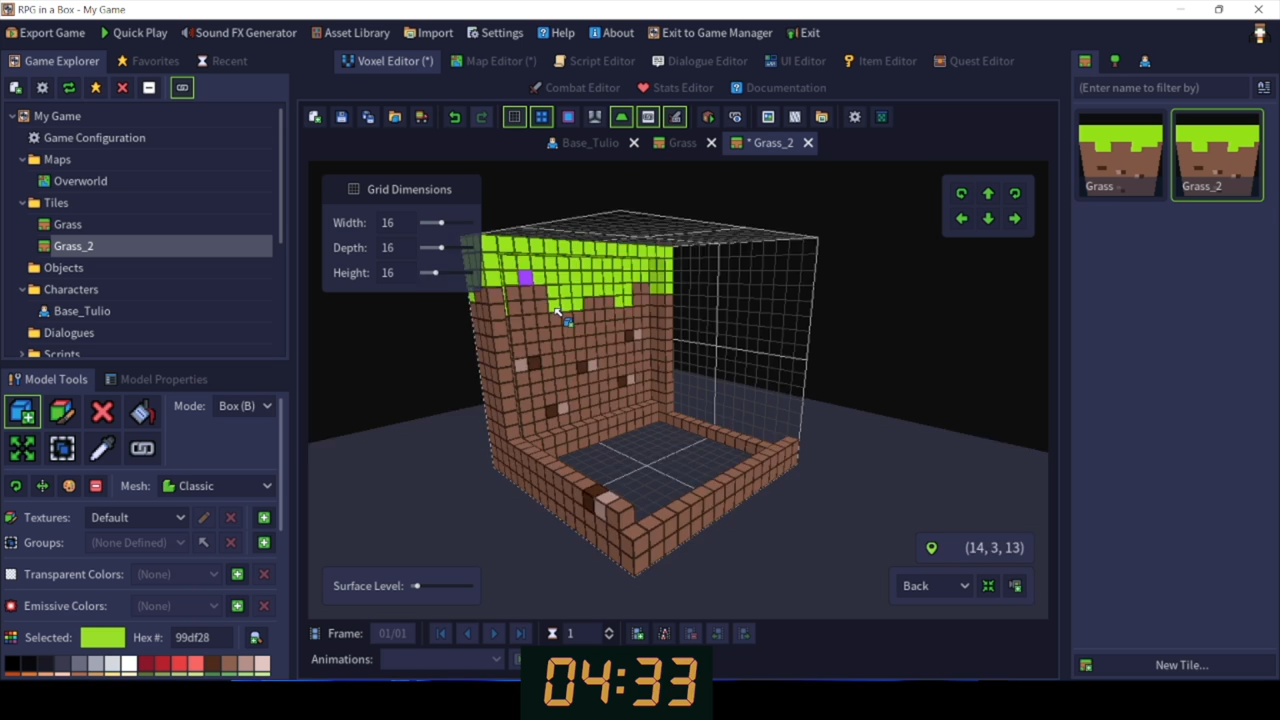 RPG in a Box - My Game
Export Game Quick Play Sound FX Generator Asset Library Import Settings Help About Exit to Game Manager Exit
Game Explorer Favorites Recent
Voxel Editor (*) Map Editor (*) Script Editor Dialogue Editor UI Editor Item Editor Quest Editor
Combat Editor Stats Editor Documentation
(Enter name to filter by)
My Game
Game Configuration
Maps
Overworld
Tiles
Grass
Grass_2
Objects
Characters
Base_Tulio
Dialogues
Scripts
Base_Tulio Grass * Grass_2
Grid Dimensions
Width: 16
Depth: 16
Height: 16
Grass
Grass_2
Model Tools Model Properties
Mode: Box (B)
Mesh: Classic
Textures: Default
Groups: (None Defined)
Transparent Colors: (None)
Emissive Colors: (None)
Selected: Hex #: 99df28
Surface Level:
(14, 3, 13)
Back
Frame: 01/01 1
Animations:
New Tile...
04:33